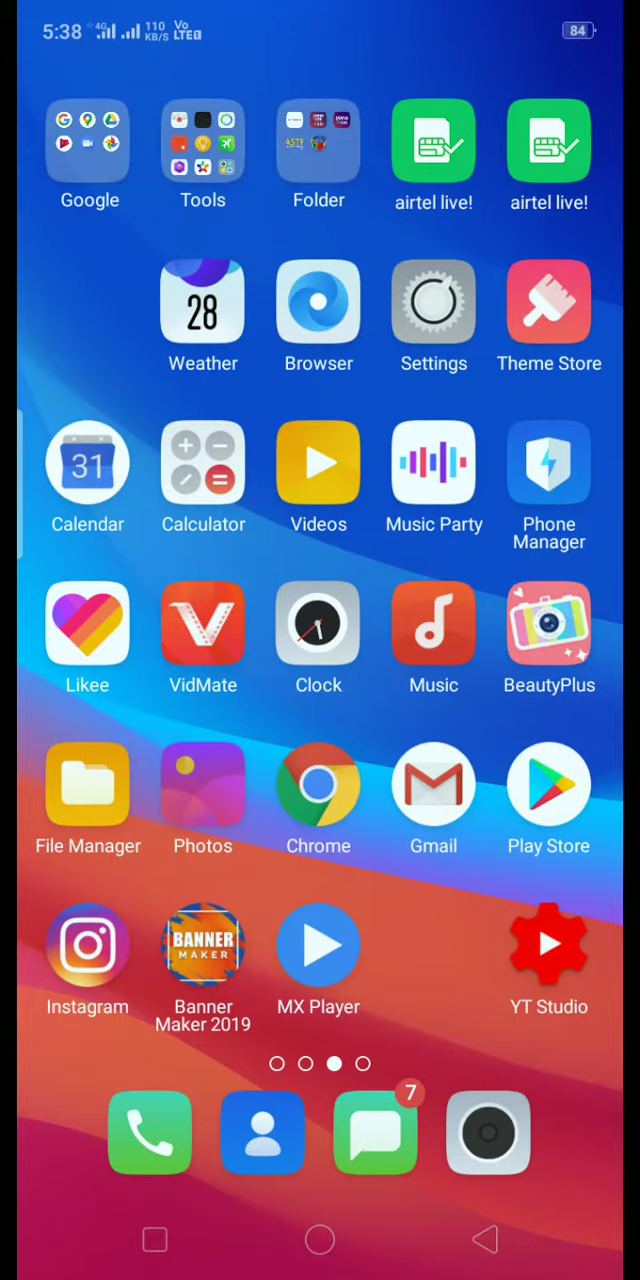 5:38 4G 110 KB/S Vo LTE 84
Google Tools Folder airtel live! airtel live!
28
Weather Browser Settings Theme Store
31
Calendar Calculator Videos Music Party Phone Manager
Likee VidMate Clock Music BeautyPlus
File Manager Photos Chrome Gmail Play Store
BANNER
MAKER
Instagram Banner Maker 2019 MX Player YT Studio
7